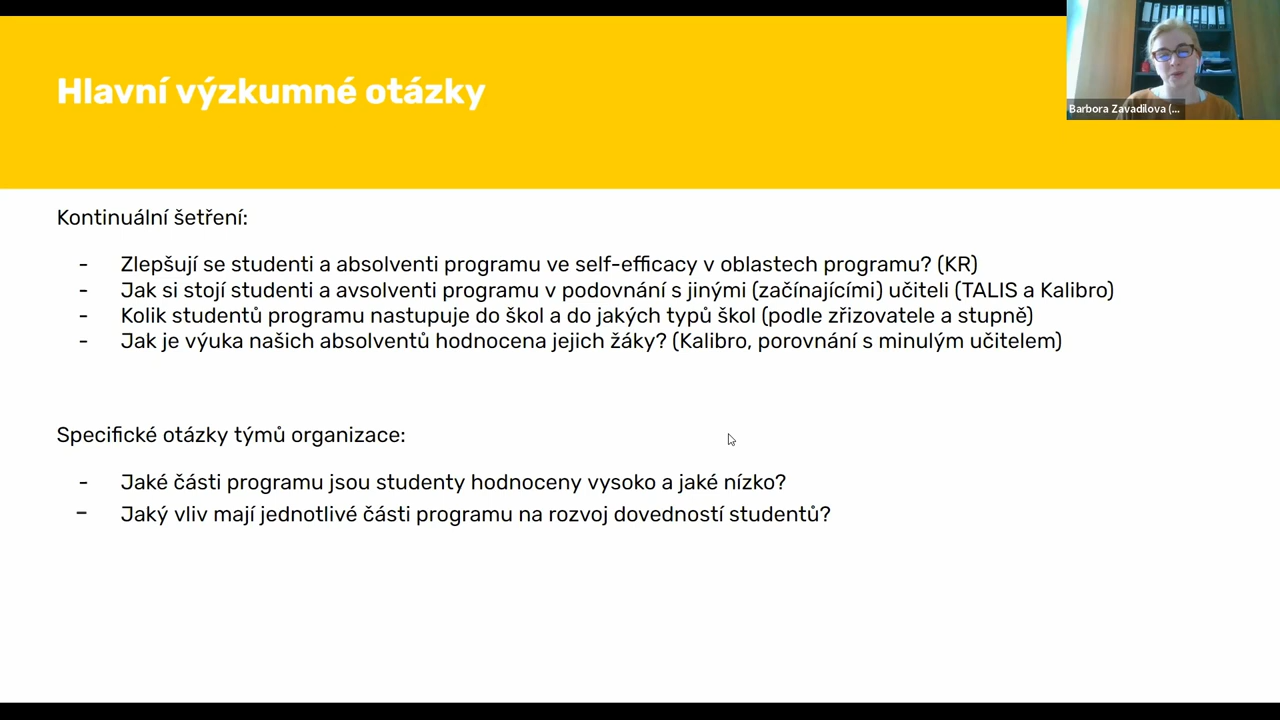 Hlavní výzkumné otázky
Barbora Zavadilova (...
Kontinuální šetření:
- Zlepšují se studenti a absolventi programu ve self-efficacy v oblastech programu? (KR)
- Jak si stojí studenti a avsolventi programu v podovnání s jinými (začínajícími) učiteli (TALIS a Kalibro)
- Kolik studentů programu nastupuje do škol a do jakých typů škol (podle zřizovatele a stupně)
- Jak je výuka našich absolventů hodnocena jejich žáky? (Kalibro, porovnání s minulým učitelem)
Specifické otázky týmů organizace:
- Jaké části programu jsou studenty hodnoceny vysoko a jaké nízko?
- Jaký vliv mají jednotlivé části programu na rozvoj dovedností studentů?